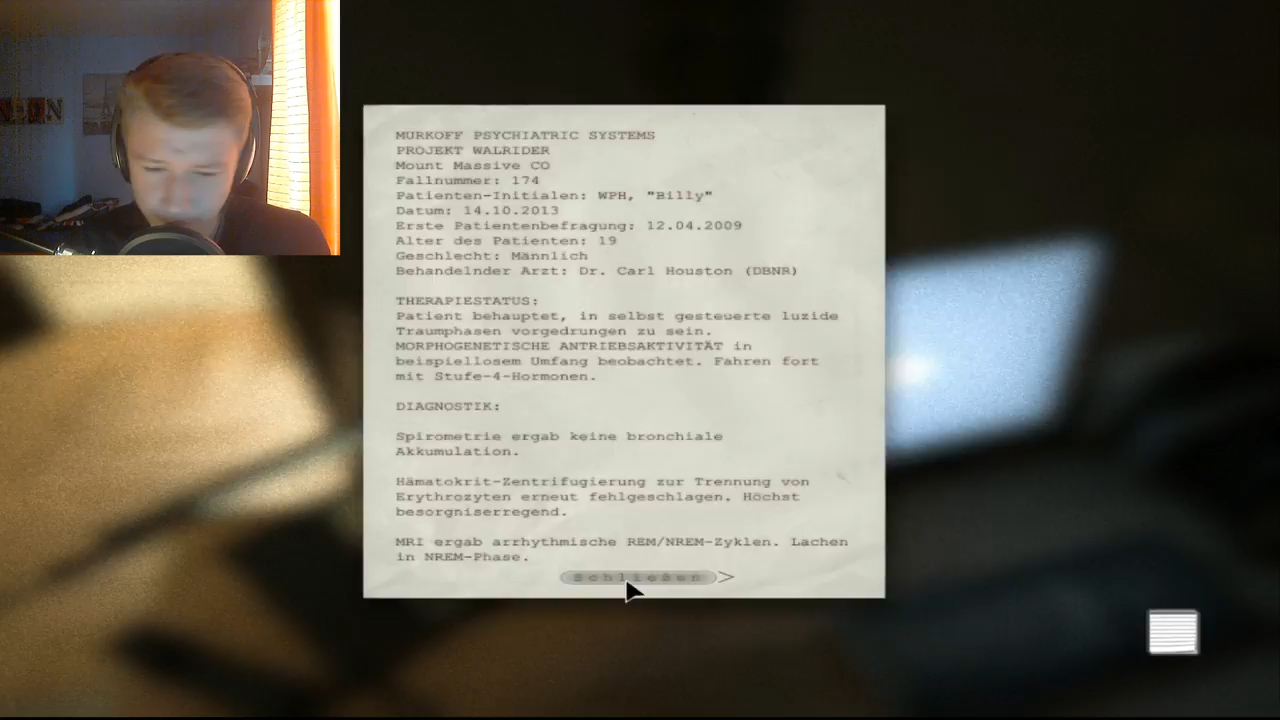 NDON
MURKOFF PSYCHIATRIC SYSTEMS
PROJEKT WALRIDER
Mount Massive CO
Fallnummer: 174
Patienten-Initialen: WPH, "Billy"
Datum: 14.10.2013
Erste Patientenbefragung: 12.04.2009
Alter des Patienten: 19
Geschlecht: Männlich
Behandelnder Arzt: Dr. Carl Houston (DBNR)
THERAPIESTATUS:
Patient behauptet, in selbst gesteuerte luzide
Traumphasen vorgedrungen zu sein.
MORPHOGENETISCHE ANTRIEBSAKTIVITÄT in
beispiellosem Umfang beobachtet. Fahren fort
mit Stufe-4-Hormonen.
DIAGNOSTIK:
Spirometrie ergab keine bronchiale
Akkumulation.
Hämatokrit-Zentrifugierung zur Trennung von
Erythrozyten erneut fehlgeschlagen. Höchst
besorgniserregend.
MRI ergab arrhythmische REM/NREM-Zyklen. Lachen
in NREM-Phase.
Schließen >